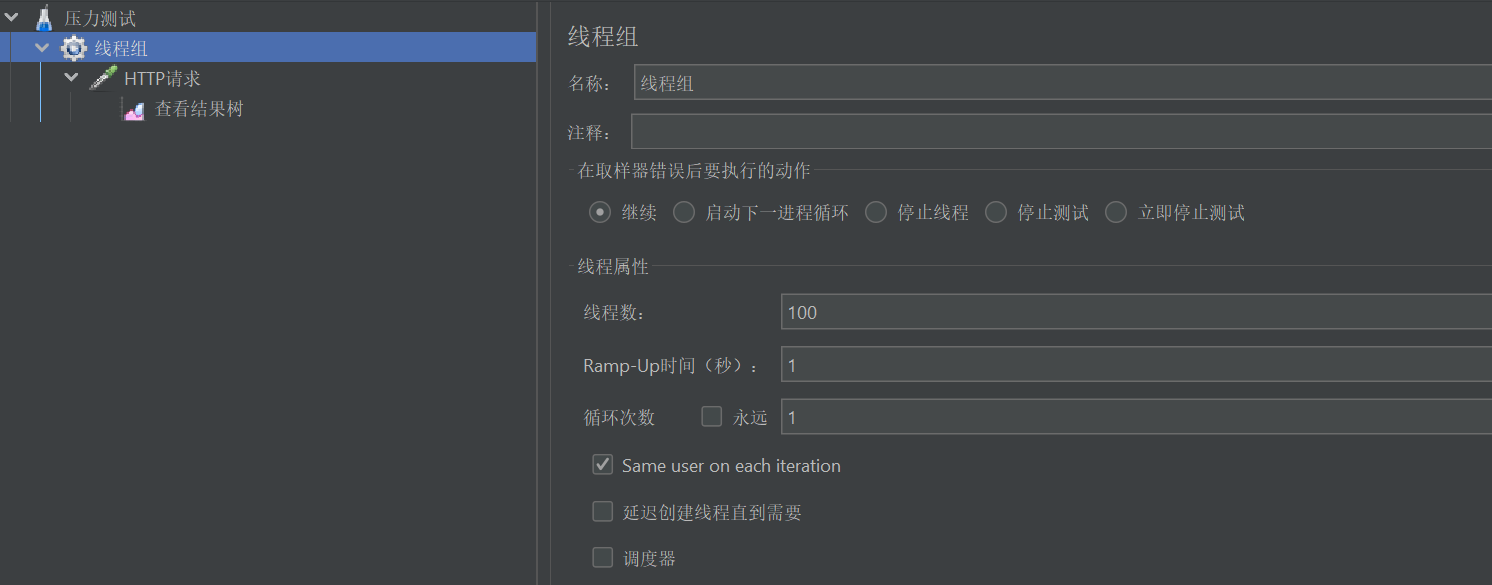 压力测试
线程组
HTTP请求
查看结果树
线程组
名称： 线程组
注释：
在取样器错误后要执行的动作
继续 启动下一进程循环 停止线程 停止测试 立即停止测试
线程属性
线程数： 100
Ramp-Up时间（秒）： 1
循环次数 永远 1
Same user on each iteration
延迟创建线程直到需要
调度器